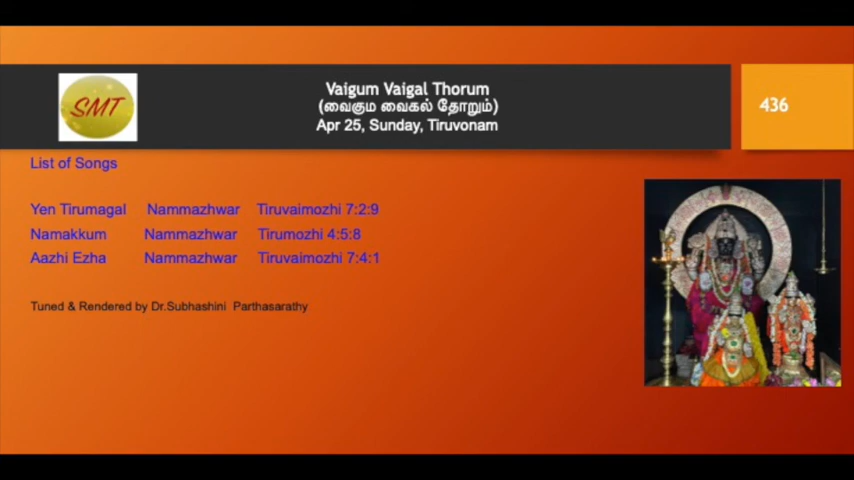 SMT
Vaigum Vaigal Thorum
(வைகும வைகல் தோறும்)
Apr 25, Sunday, Tiruvonam
436
List of Songs
Yen Tirumagal Nammazhwar Tiruvaimozhi 7:2:9
Namakkum Nammazhwar Tirumozhi 4:5:8
Aazhi Ezha Nammazhwar Tiruvaimozhi 7:4:1
Tuned & Rendered by Dr.Subhashini Parthasarathy